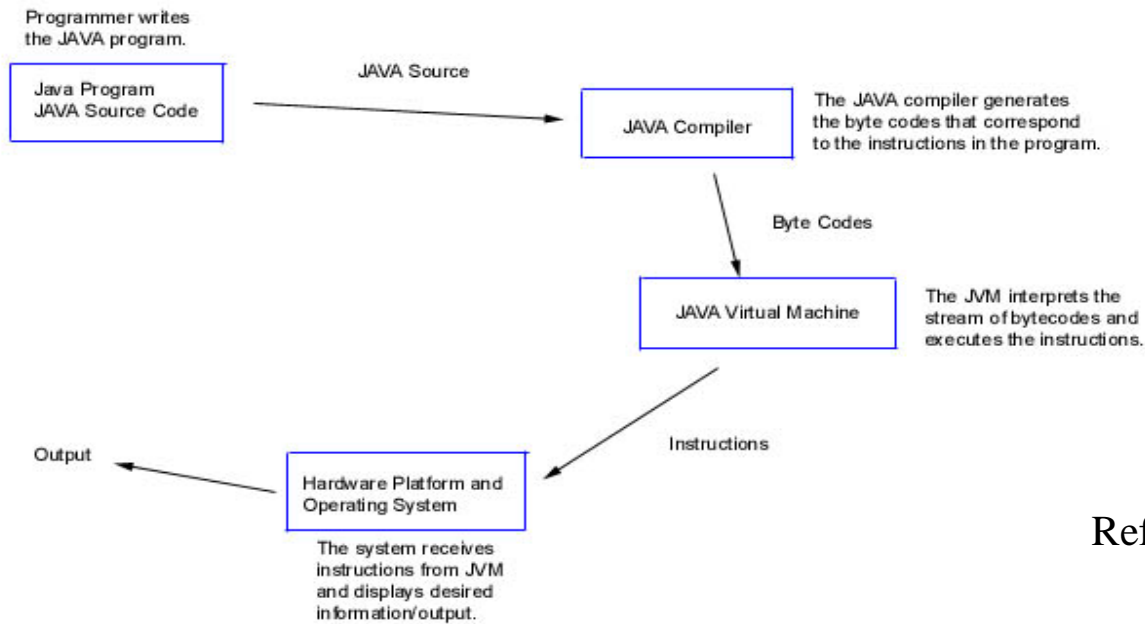 Programmer writes
the JAVA program.
Java Program
JAVA Source Code
JAVA Source
JAVA Compiler
The JAVA compiler generates
the byte codes that correspond
to the instructions in the program.
Byte Codes
JAVA Virtual Machine
The JVM interprets the
stream of bytecodes and
executes the instructions.
Instructions
Output
Hardware Platform and
Operating System
The system receives
instructions from JVM
and displays desired
information/output.
Ref